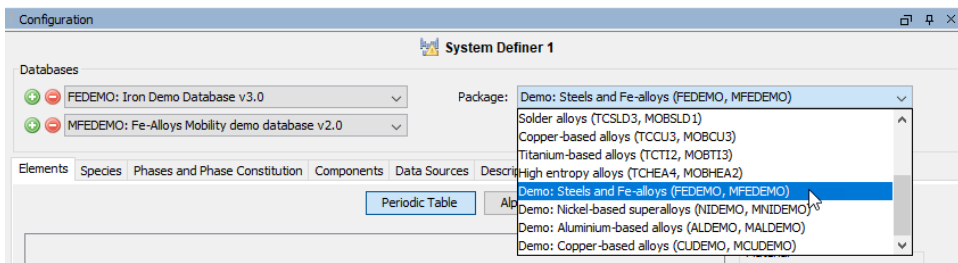 Configuration
System Definer 1
Databases
FEDEMO: Iron Demo Database v3.0
Package: Demo: Steels and Fe-alloys (FEDEMO, MFEDEMO)
MFEDEMO: Fe-Alloys Mobility demo database v2.0
Solder alloys (TCSLD3, MOBSLD1)
Copper-based alloys (TCCU3, MOBCU3)
Titanium-based alloys (TCTI2, MOBTI3)
High entropy alloys (TCHEA4, MOBHEA2)
Demo: Steels and Fe-alloys (FEDEMO, MFEDEMO)
Demo: Nickel-based superalloys (NIDEMO, MNIDEMO)
Demo: Aluminium-based alloys (ALDEMO, MALDEMO)
Demo: Copper-based alloys (CUDEMO, MCUDEMO)
Elements Species Phases and Phase Constitution Components Data Sources Descrip
Periodic Table Alp